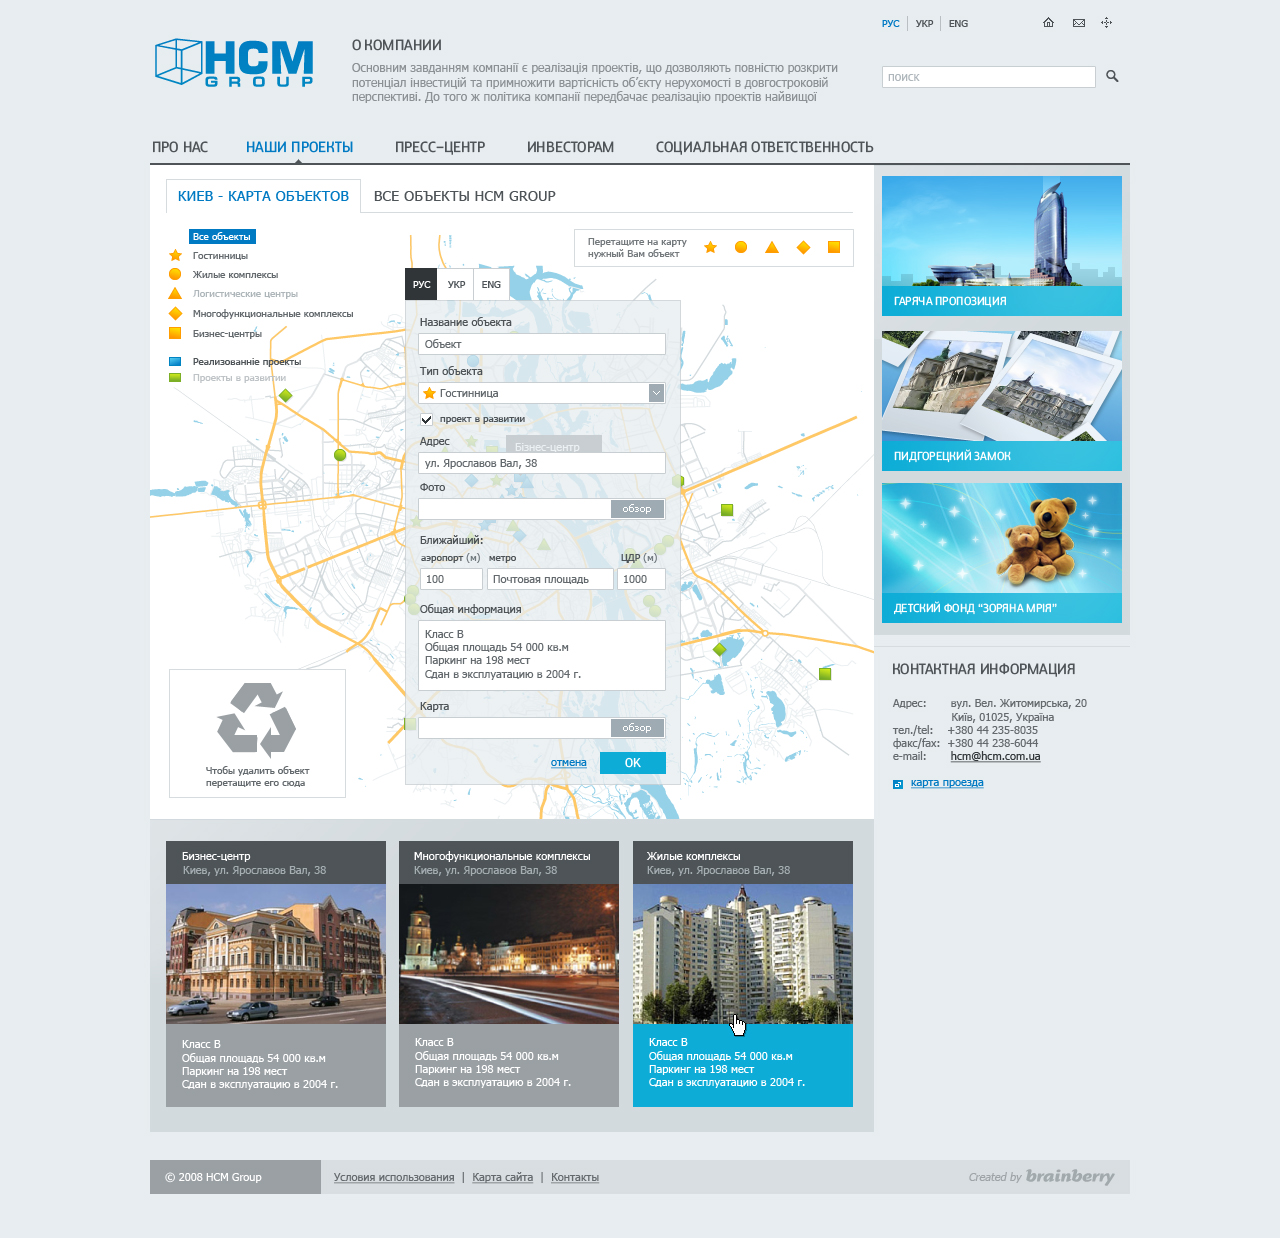 РУС УКР ENG
HCM
GROUP
О КОМПАНИИ
Основним завданням компанії є реалізація проектів, що дозволяють повністю розкрити
потенціал інвестицій та примножити вартість об'єкту нерухомості в довгостроковій
перспективі. До того ж політика компанії передбачає реалізацію проектів найвищої
поиск
ПРО НАС НАШИ ПРОЕКТЫ ПРЕСС-ЦЕНТР ИНВЕСТОРАМ СОЦИАЛЬНАЯ ОТВЕТСТВЕННОСТЬ
КИЕВ - КАРТА ОБЪЕКТОВ ВСЕ ОБЪЕКТЫ HCM GROUP
Все объекты
Гостинницы
Жилые комплексы
Логистические центры
Многофункциональные комплексы
Бизнес-центры
Реализованніе проекты
Проекты в развитии
Перетащите на карту
нужный Вам объект
РУС УКР ENG
Название объекта
Объект
Тип объекта
Гостинница
проект в развитии
Адрес
Бізнес-центр
ул. Ярославов Вал, 38
Фото
обзор
Ближайший:
аэропорт (м) метро ЦДР (м)
100 Почтовая площадь 1000
Общая информация
Класс В
Общая площадь 54 000 кв.м
Паркинг на 198 мест
Сдан в эксплуатацию в 2004 г.
Карта
обзор
отмена OK
Чтобы удалить объект
перетащите его сюда
ГАРЯЧА ПРОПОЗИЦИЯ
ПИДГОРЕЦКИЙ ЗАМОК
ДЕТСКИЙ ФОНД "ЗОРЯНА МРІЯ"
КОНТАКТНАЯ ИНФОРМАЦИЯ
Адрес: вул. Вел. Житомирська, 20
Київ, 01025, Україна
тел./tel: +380 44 235-8035
факс/fax: +380 44 238-6044
e-mail: hcm@hcm.com.ua
карта проезда
Бизнес-центр
Киев, ул. Ярославов Вал, 38
Класс В
Общая площадь 54 000 кв.м
Паркинг на 198 мест
Сдан в эксплуатацию в 2004 г.
Многофункциональные комплексы
Киев, ул. Ярославов Вал, 38
Класс В
Общая площадь 54 000 кв.м
Паркинг на 198 мест
Сдан в эксплуатацию в 2004 г.
Жилые комплексы
Киев, ул. Ярославов Вал, 38
Класс В
Общая площадь 54 000 кв.м
Паркинг на 198 мест
Сдан в эксплуатацию в 2004 г.
© 2008 HCM Group
Условия использования | Карта сайта | Контакты
Created by brainberry